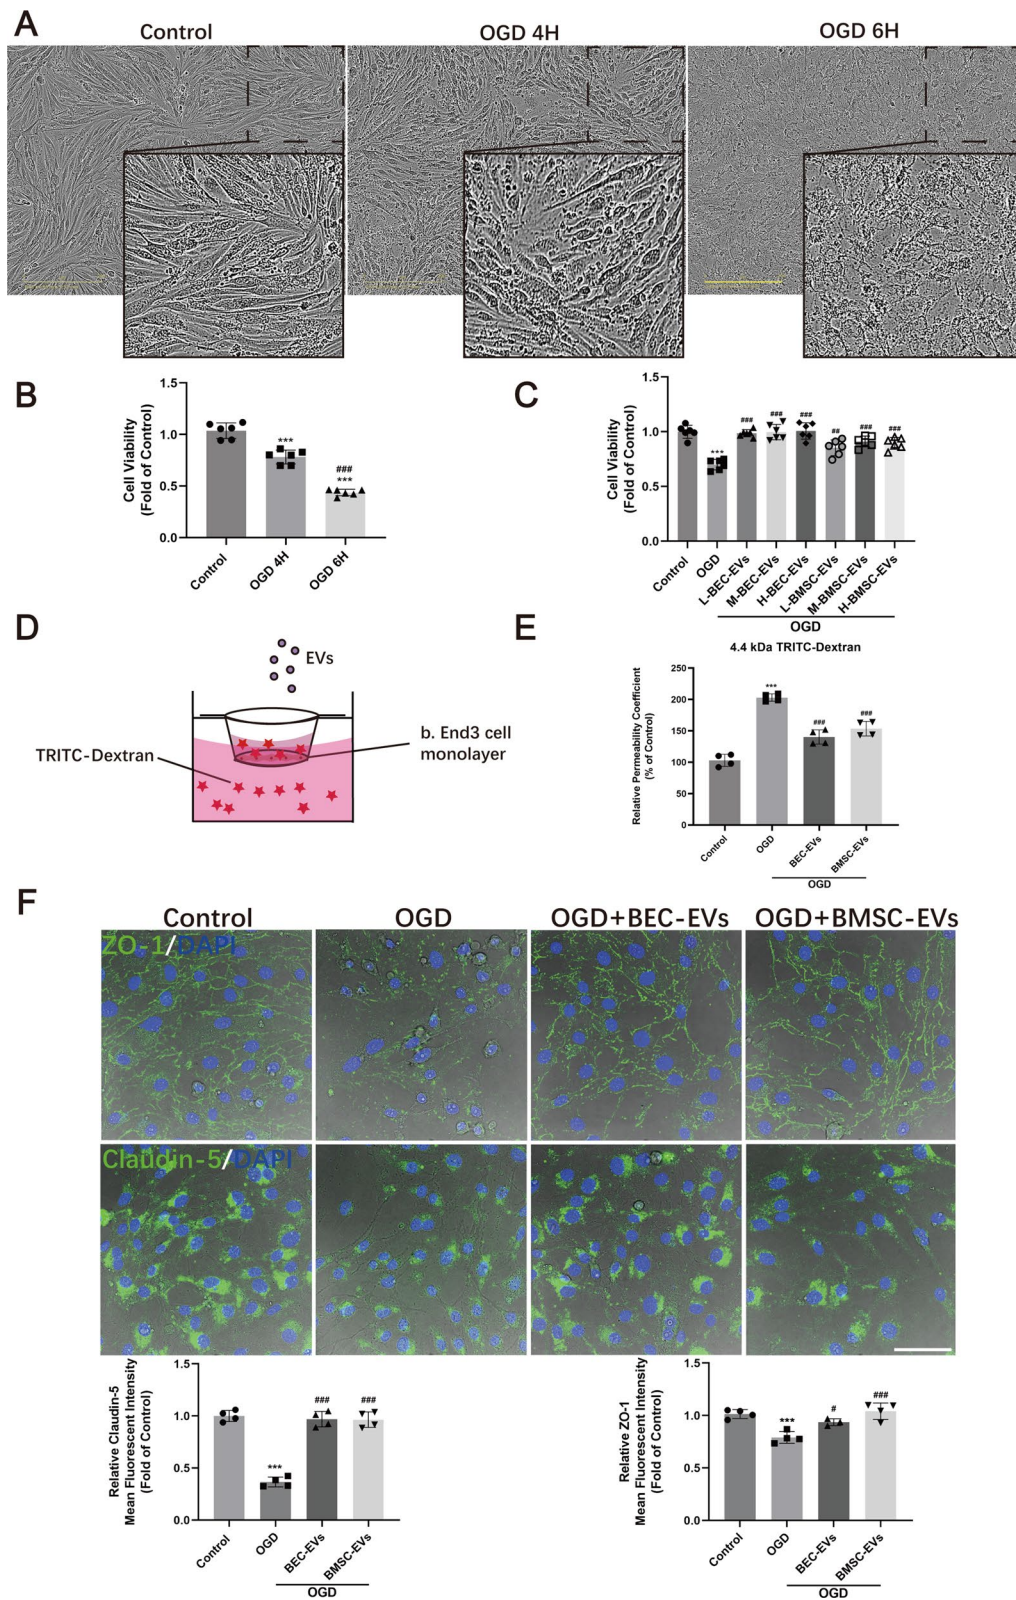 A
Control
OGD 4H
OGD 6H
B
Cell Viability
(Fold of Control)
1.5
1.0
0.5
0.0
***
###
***
Control
OGD 4H
OGD 6H
C
Cell Viability
(Fold of Control)
1.5
1.0
0.5
0.0
***
###
###
###
##
###
###
Control
OGD
L-BEC-EVs
M-BEC-EVs
H-BEC-EVs
L-BMSC-EVs
M-BMSC-EVs
H-BMSC-EVs
OGD
D
EVs
TRITC-Dextran
b. End3 cell
monolayer
E
4.4 kDa TRITC-Dextran
Relative Permeability Coefficient
(% of Control)
250
200
150
100
50
0
***
###
###
Control
OGD
BEC-EVs
BMSC-EVs
OGD
F
Control
OGD
OGD+BEC-EVs
OGD+BMSC-EVs
ZO-1/DAPI
Claudin-5/DAPI
Relative Claudin-5
Mean Fluorescent Intensity
(Fold of Control)
1.5
1.0
0.5
0.0
***
###
###
Control
OGD
BEC-EVs
BMSC-EVs
OGD
Relative ZO-1
Mean Fluorescent Intensity
(Fold of Control)
1.5
1.0
0.5
0.0
***
#
###
Control
OGD
BEC-EVs
BMSC-EVs
OGD